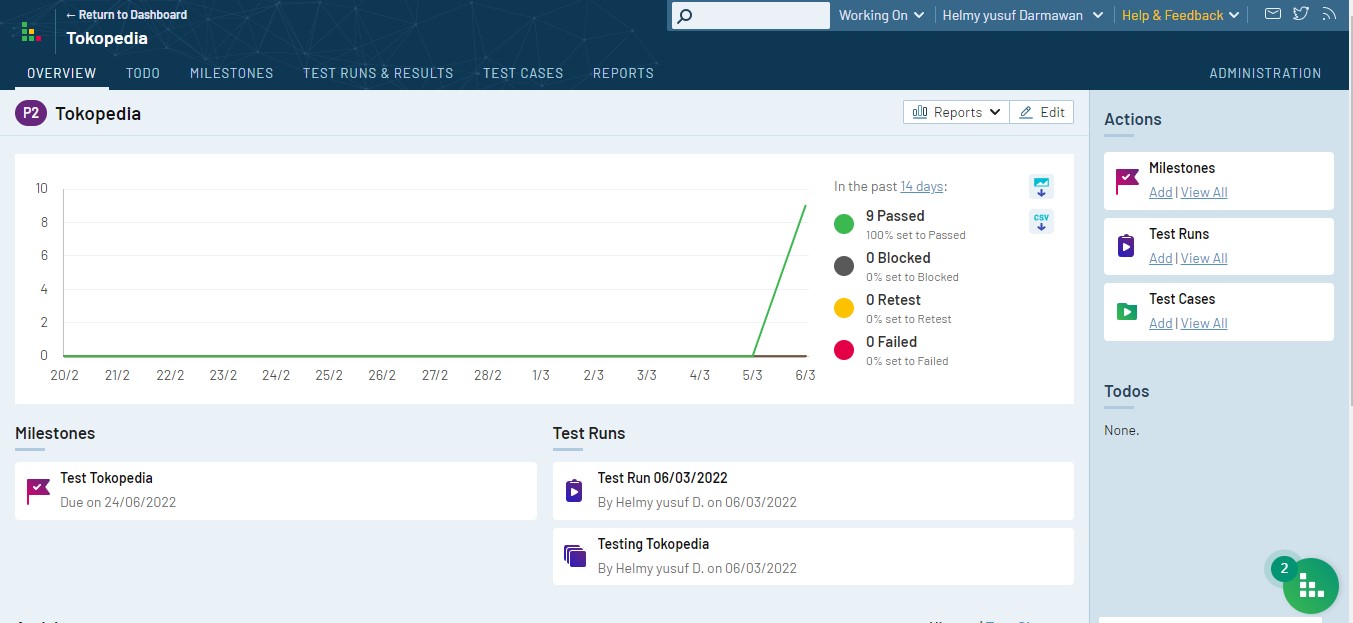 ← Return to Dashboard
Tokopedia
Working On
Helmy yusuf Darmawan
Help & Feedback
OVERVIEW
TODO
MILESTONES
TEST RUNS & RESULTS
TEST CASES
REPORTS
ADMINISTRATION
P2 Tokopedia
Reports
Edit
10
8
6
4
2
0
20/2 21/2 22/2 23/2 24/2 25/2 26/2 27/2 28/2 1/3 2/3 3/3 4/3 5/3 6/3
In the past 14 days:
CSV
9 Passed
100% set to Passed
0 Blocked
0% set to Blocked
0 Retest
0% set to Retest
0 Failed
0% set to Failed
Milestones
Test Tokopedia
Due on 24/06/2022
Test Runs
Test Run 06/03/2022
By Helmy yusuf D. on 06/03/2022
Testing Tokopedia
By Helmy yusuf D. on 06/03/2022
Actions
Milestones
Add | View All
Test Runs
Add | View All
Test Cases
Add | View All
Todos
None.
2